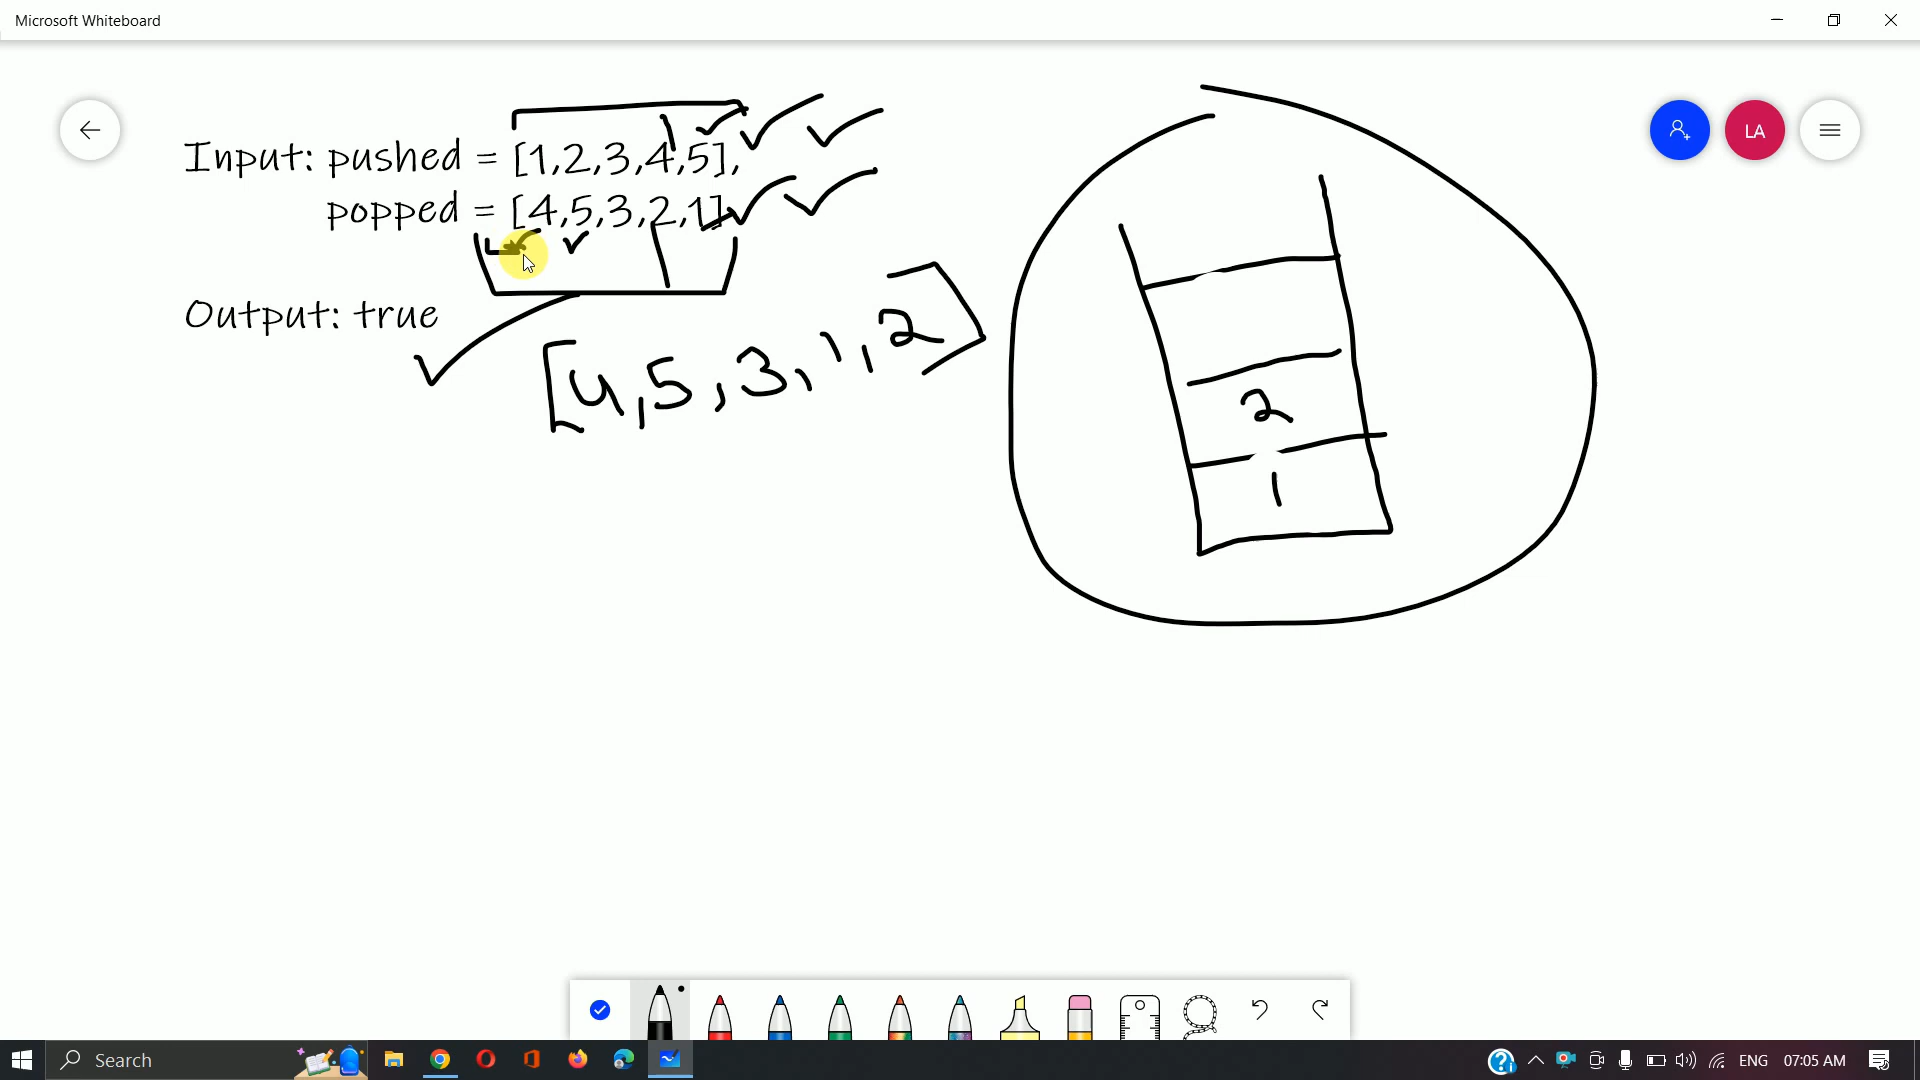 Microsoft Whiteboard
LA
Input: pushed = [1,2,3,4,5],
popped = [4,5,3,2,1]
Output: true
[4,5,3,1,2]
2
1
Search
ENG
07:05 AM